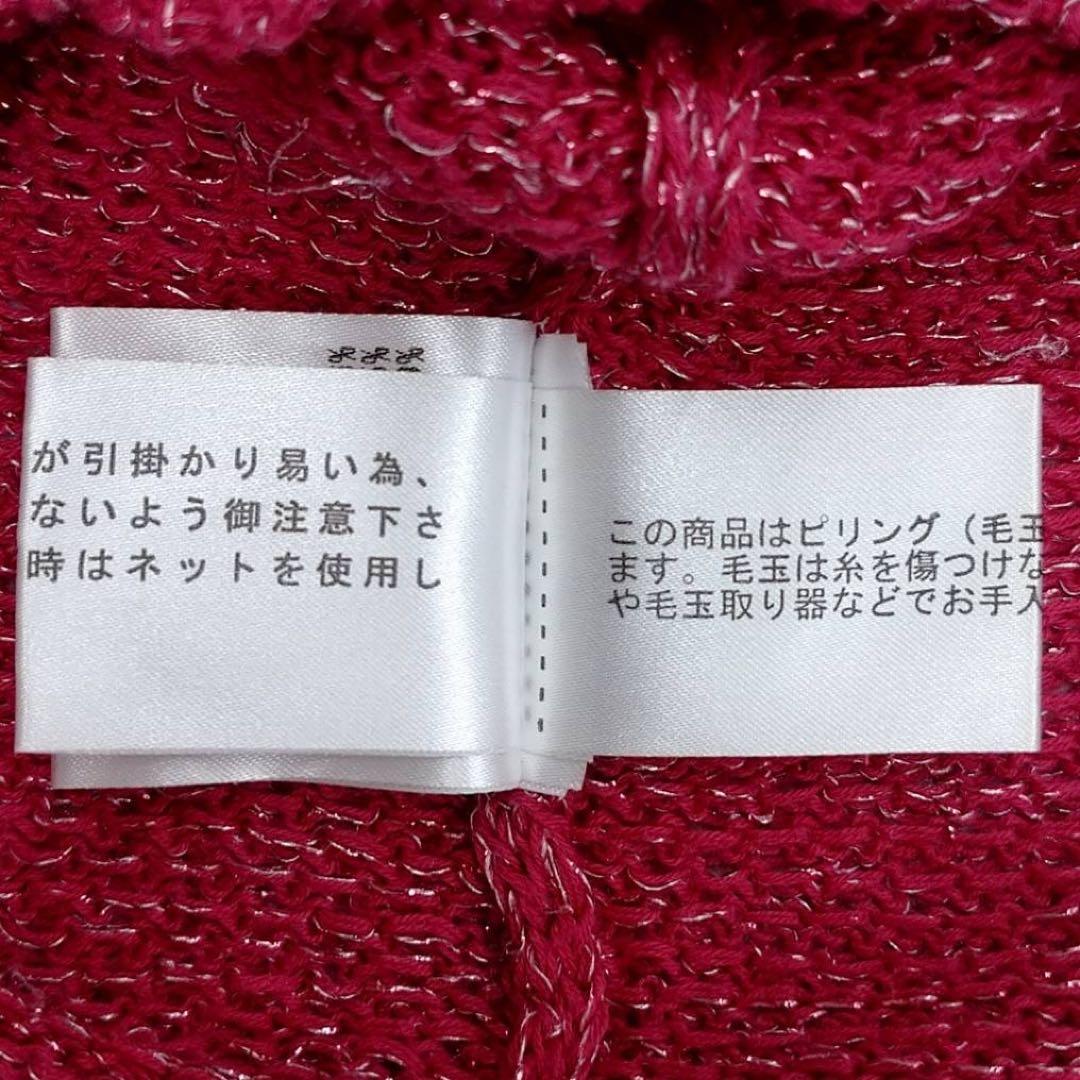 が引掛かり易い為、
ないよう御注意下さ
時はネットを使用し
この商品はピリング（毛玉
ます。毛玉は糸を傷つけな
や毛玉取り器などでお手入